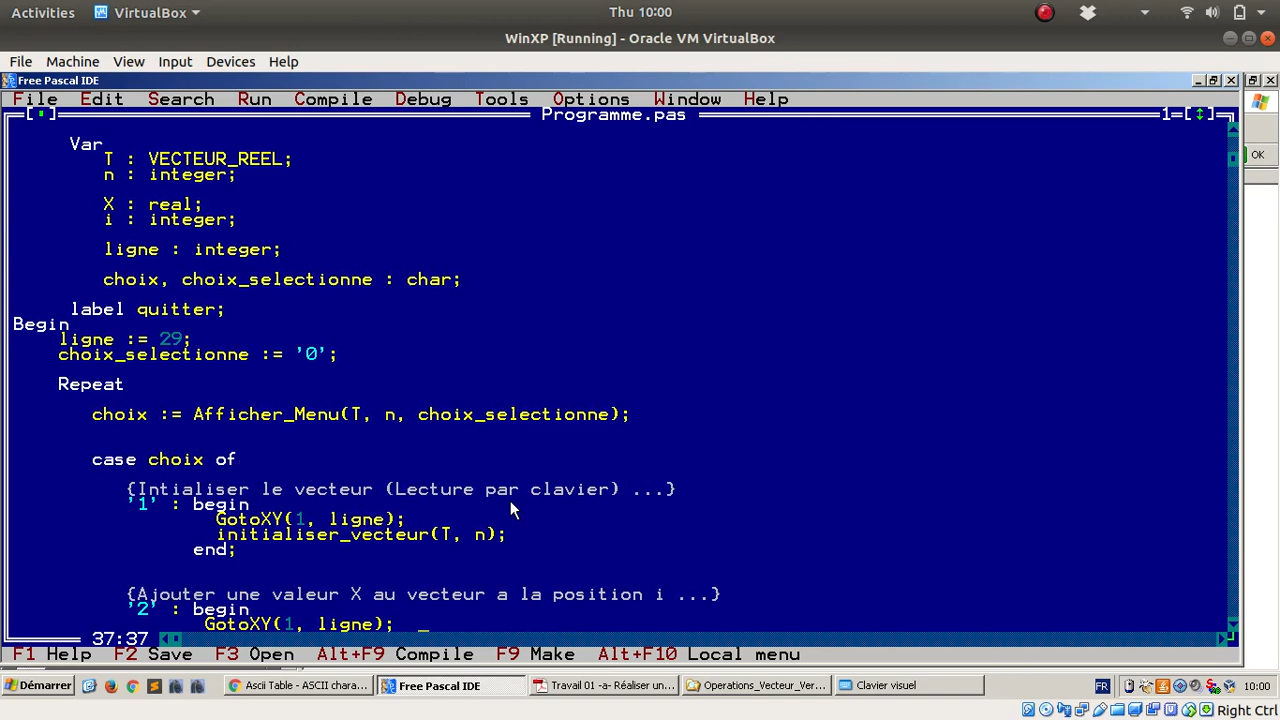 Activities VirtualBox Thu 10:00
WinXP [Running] - Oracle VM VirtualBox
File Machine View Input Devices Help
Free Pascal IDE
File Edit Search Run Compile Debug Tools Options Window Help
Programme.pas 1
OK
Var
T : VECTEUR_REEL;
n : integer;
X : real;
i : integer;
ligne : integer;
choix, choix_selectionne : char;
label quitter;
Begin
ligne := 29;
choix_selectionne := '0';
Repeat
choix := Afficher_Menu(T, n, choix_selectionne);
case choix of
{Intialiser le vecteur (Lecture par clavier) ...}
'1' : begin
GotoXY(1, ligne);
initialiser_vecteur(T, n);
end;
{Ajouter une valeur X au vecteur a la position i ...}
'2' : begin
GotoXY(1, ligne);
37:37
F1 Help F2 Save F3 Open Alt+F9 Compile F9 Make Alt+F10 Local menu
Démarrer Ascii Table - ASCII chara... Free Pascal IDE Travail 01 -a- Réaliser un... Operations_Vecteur_Ver... Clavier visuel FR 10:00
Right Ctrl